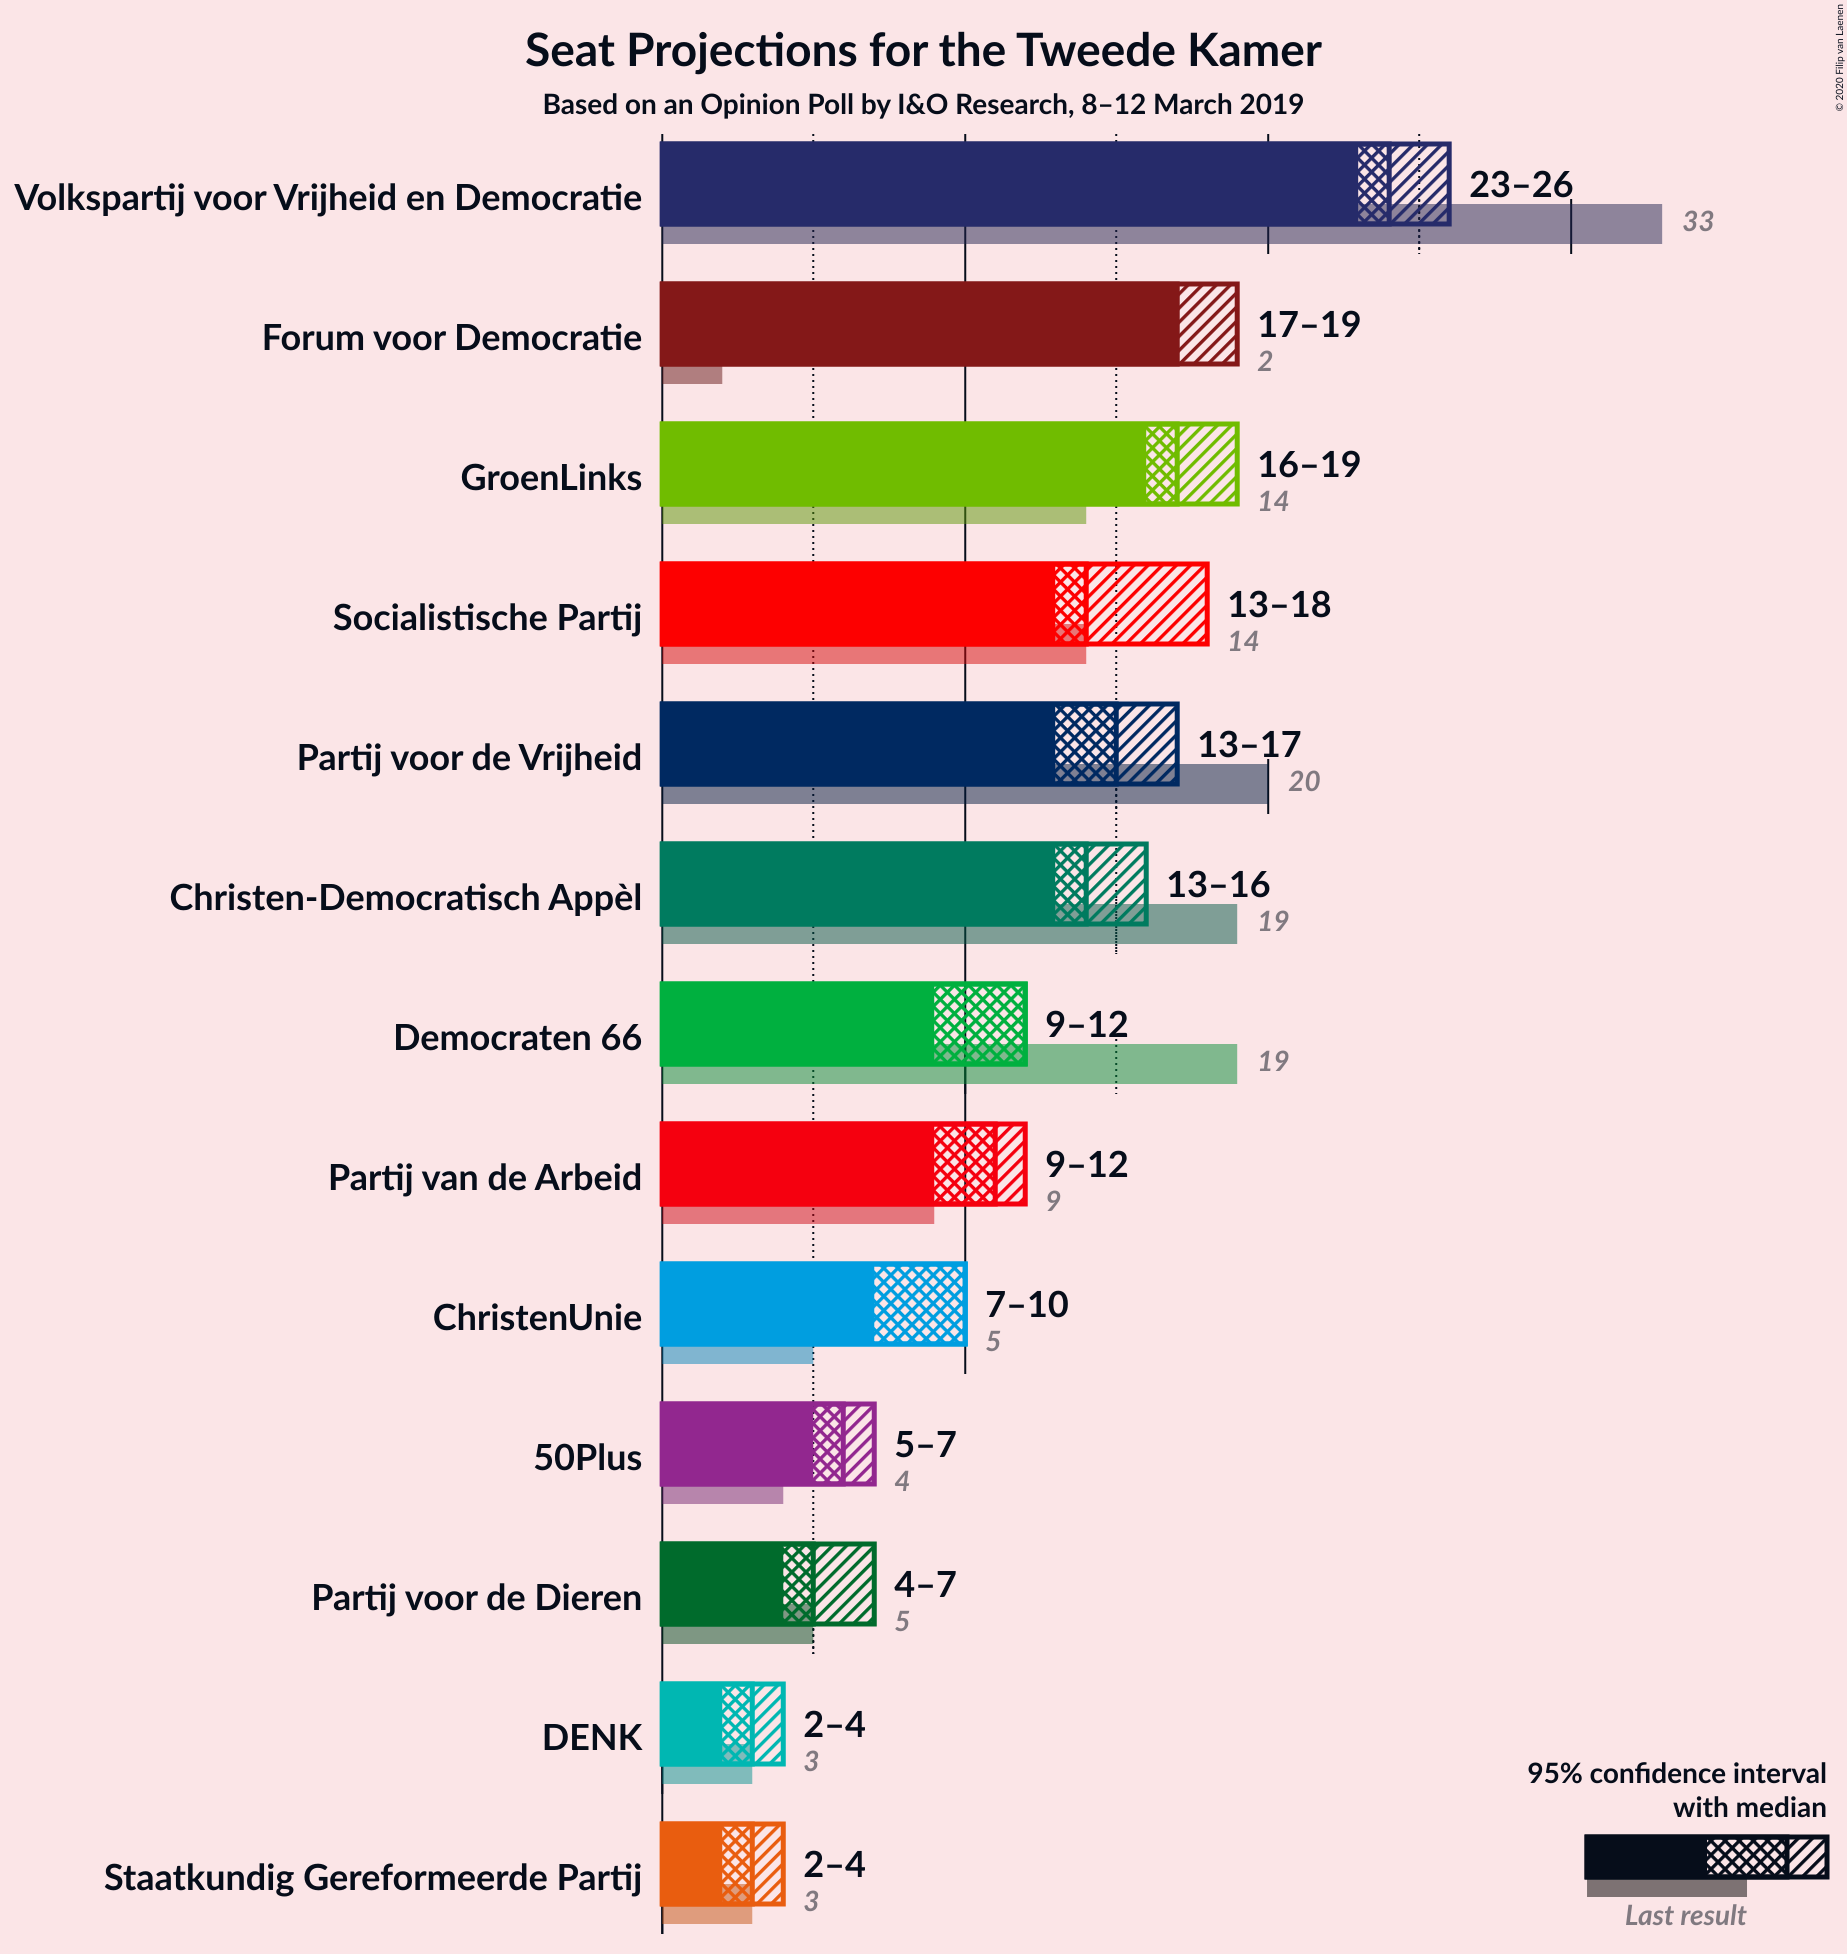 Seat Projections for the Tweede Kamer
Based on an Opinion Poll by I&O Research, 8–12 March 2019
© 2020 Filip van Laenen
Volkspartij voor Vrijheid en Democratie
23–26
33
Forum voor Democratie
17–19
2
GroenLinks
16–19
14
Socialistische Partij
13–18
14
Partij voor de Vrijheid
13–17
20
Christen-Democratisch Appèl
13–16
19
Democraten 66
9–12
19
Partij van de Arbeid
9–12
9
ChristenUnie
7–10
5
50Plus
5–7
4
Partij voor de Dieren
4–7
5
DENK
2–4
3
Staatkundig Gereformeerde Partij
2–4
3
95% confidence interval
with median
Last result